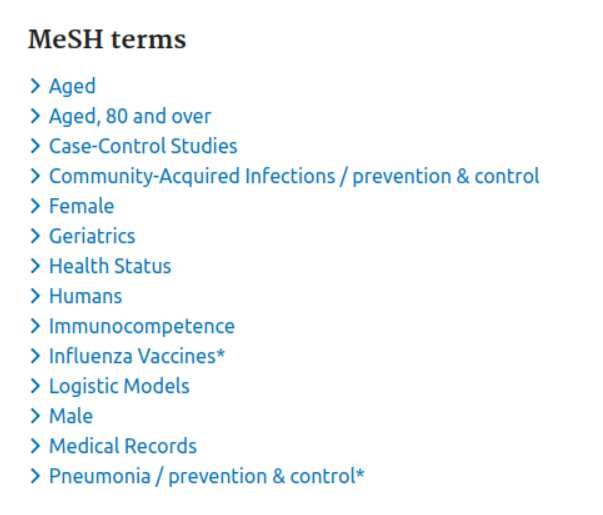 MeSH terms
Aged
Aged, 80 and over
Case-Control Studies
Community-Acquired Infections / prevention & control
Female
Geriatrics
Health Status
Humans
Immunocompetence
Influenza Vaccines*
Logistic Models
Male
Medical Records
Pneumonia / prevention & control*